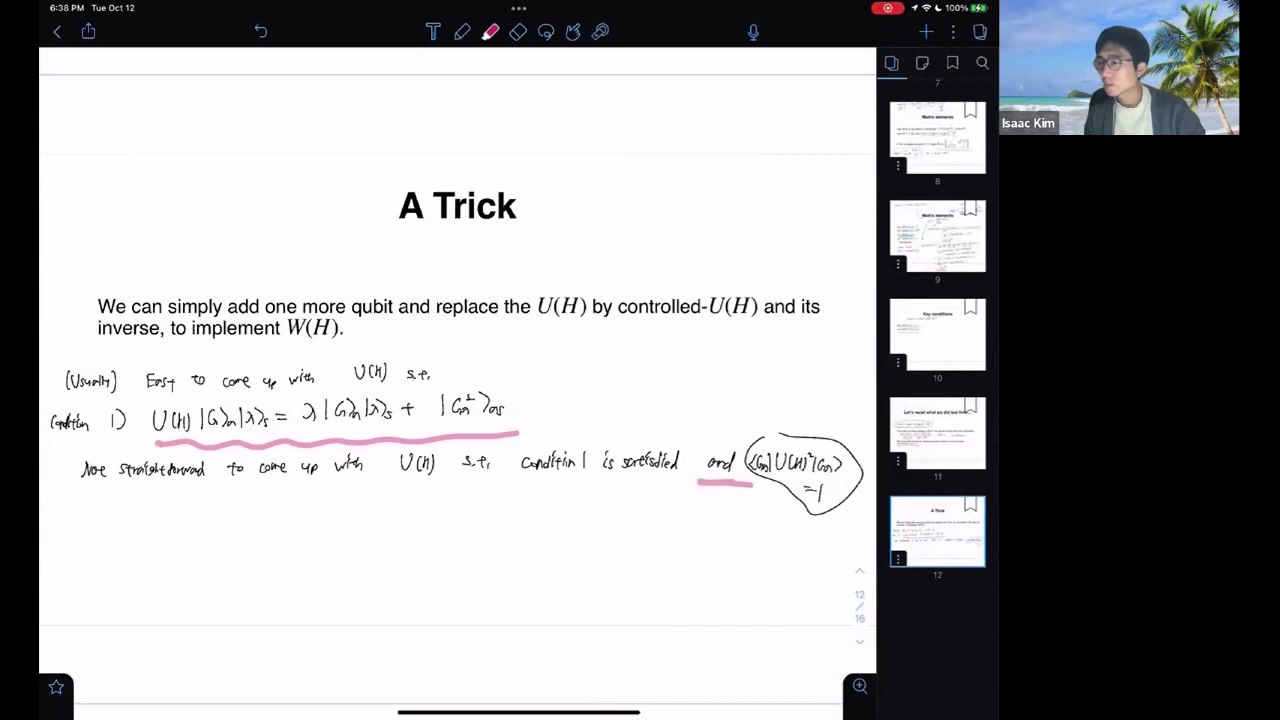 6:38 PM Tue Oct 12
100%
Isaac Kim
A Trick
We can simply add one more qubit and replace the U(H) by controlled-U(H) and its
inverse, to implement W(H).
(Usually) Easy to come up with U(H) s.t.
Condition 1) U(H)|G⟩ₐ|λ⟩ₛ = λ|G⟩ₐ|λ⟩ₛ +
Not straightforward to come up with U(H) s.t. condition 1 is satisfied and
7
Matrix elements
8
Matrix elements
9
Key conditions
10
Let's recall what we did last time..
11
A Trick
12
12
/
16